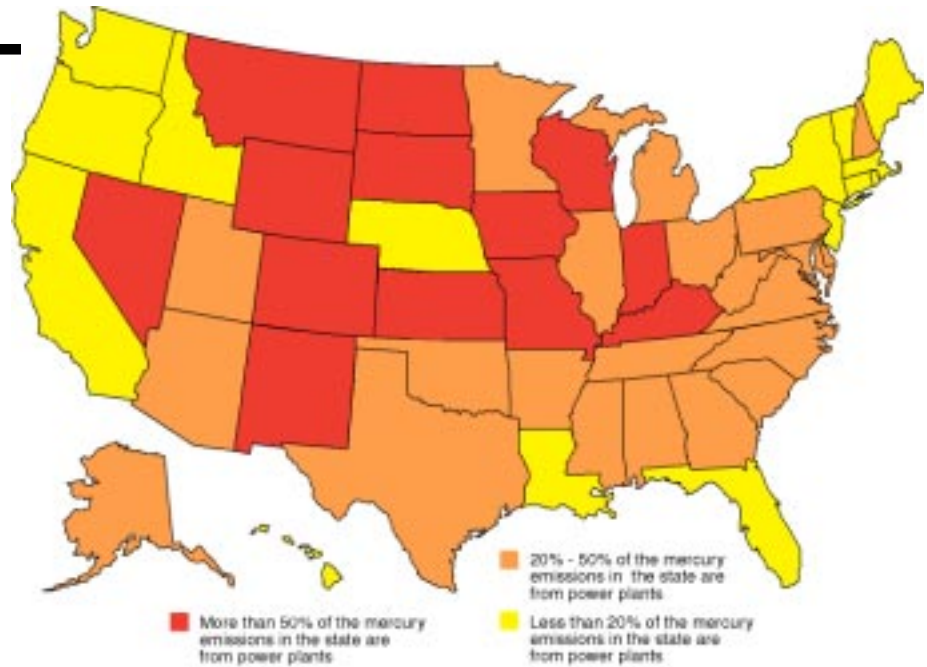 20% - 50% of the mercury
emissions in the state are
from power plants
More than 50% of the mercury
emissions in the state are
from power plants
Less than 20% of the mercury
emissions in the state are
from power plants